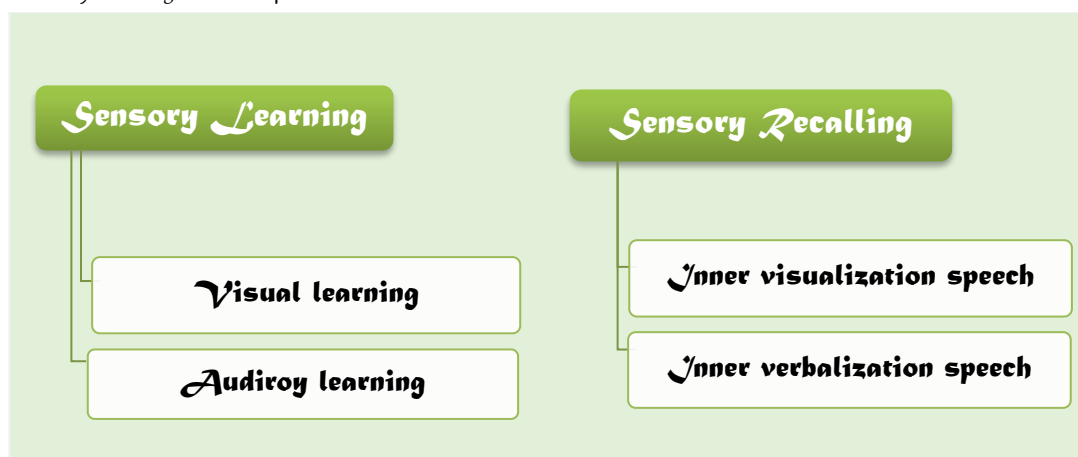 Sensory Learning
Visual learning
Audiroy learning
Sensory Recalling
Inner visualization speech
Inner verbalization speech